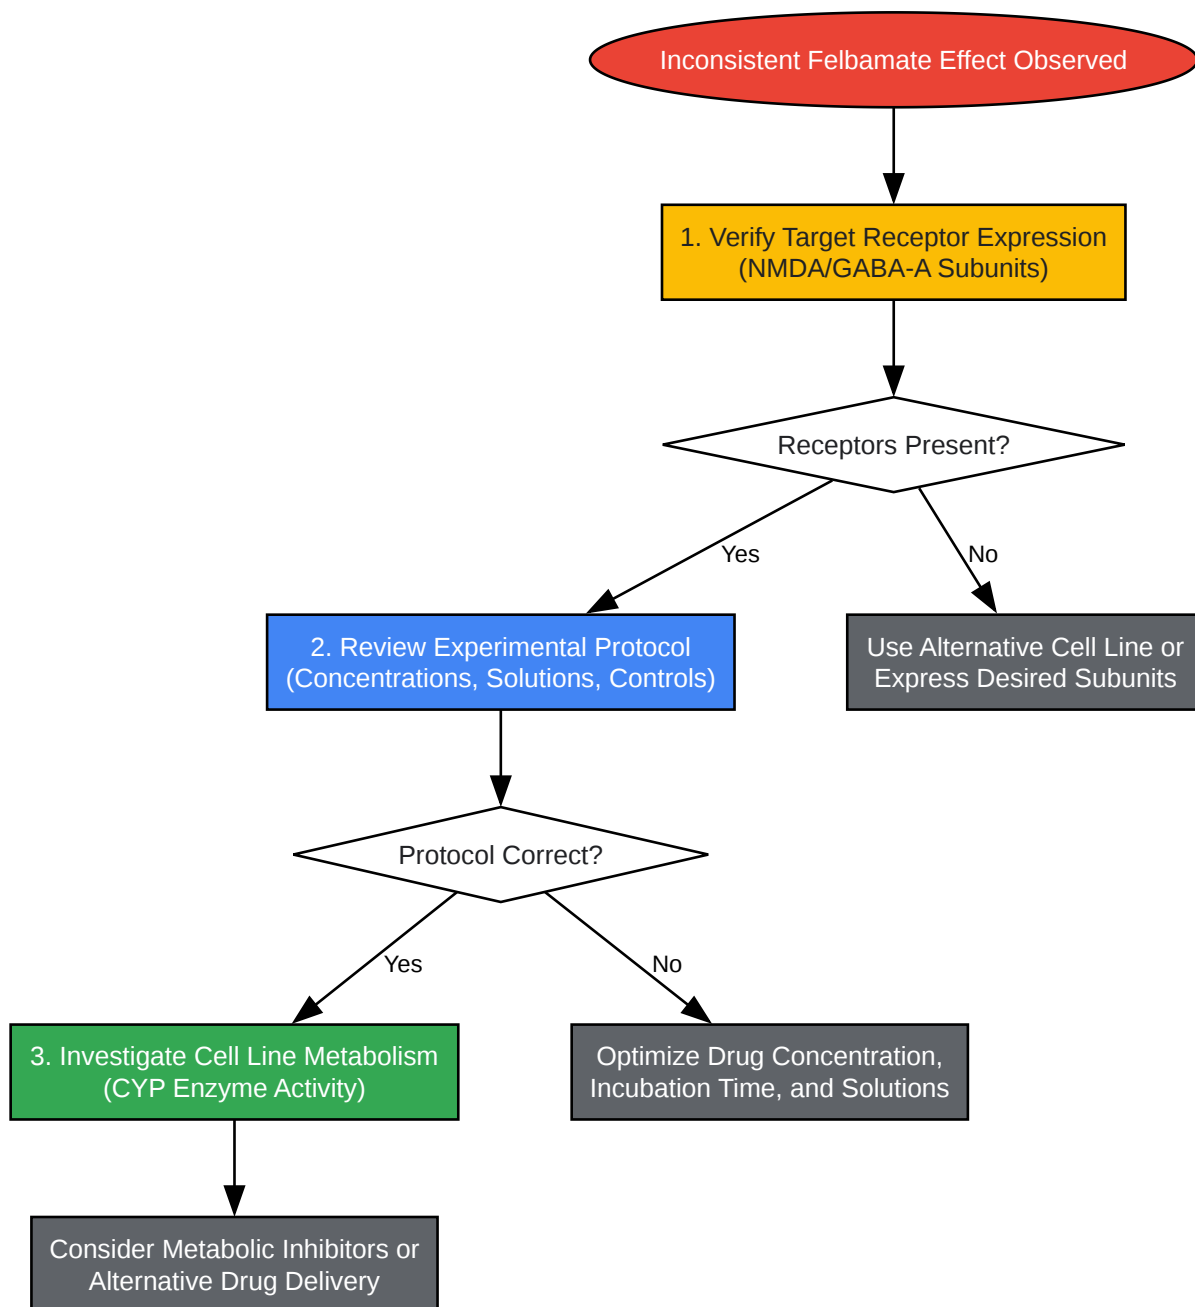 Inconsistent Felbamate Effect Observed
1. Verify Target Receptor Expression
(NMDA/GABA-A Subunits)
Receptors Present?
Yes
No
2. Review Experimental Protocol
(Concentrations, Solutions, Controls)
Use Alternative Cell Line or
Express Desired Subunits
Protocol Correct?
Yes
No
3. Investigate Cell Line Metabolism
(CYP Enzyme Activity)
Optimize Drug Concentration,
Incubation Time, and Solutions
Consider Metabolic Inhibitors or
Alternative Drug Delivery